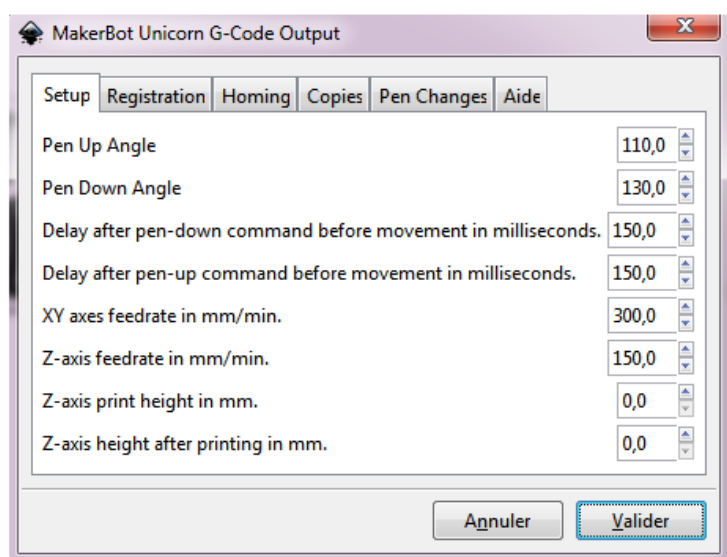 MakerBot Unicorn G-Code Output
Setup Registration Homing Copies Pen Changes Aide
Pen Up Angle 110,0
Pen Down Angle 130,0
Delay after pen-down command before movement in milliseconds. 150,0
Delay after pen-up command before movement in milliseconds. 150,0
XY axes feedrate in mm/min. 300,0
Z-axis feedrate in mm/min. 150,0
Z-axis print height in mm. 0,0
Z-axis height after printing in mm. 0,0
Annuler Valider